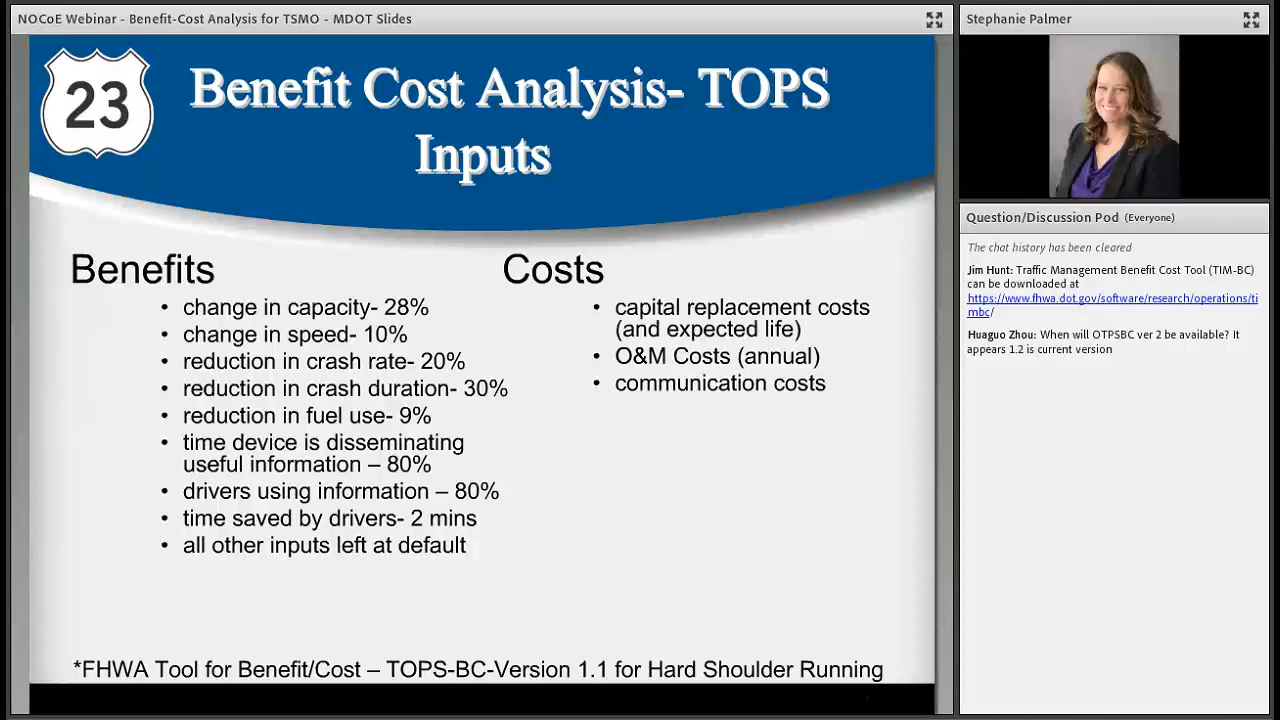 NOCoE Webinar - Benefit-Cost Analysis for TSMO - MDOT Slides
23
Benefit Cost Analysis- TOPS
Inputs
Benefits
• change in capacity- 28%
• change in speed- 10%
• reduction in crash rate- 20%
• reduction in crash duration- 30%
• reduction in fuel use- 9%
• time device is disseminating
useful information – 80%
• drivers using information – 80%
• time saved by drivers- 2 mins
• all other inputs left at default
Costs
• capital replacement costs
(and expected life)
• O&M Costs (annual)
• communication costs
*FHWA Tool for Benefit/Cost – TOPS-BC-Version 1.1 for Hard Shoulder Running
Stephanie Palmer
Question/Discussion Pod (Everyone)
The chat history has been cleared
Jim Hunt: Traffic Management Benefit Cost Tool (TIM-BC)
can be downloaded at
https://www.fhwa.dot.gov/software/research/operations/ti
mbc/
Huaguo Zhou: When will OTPSBC ver 2 be available? It
appears 1.2 is current version